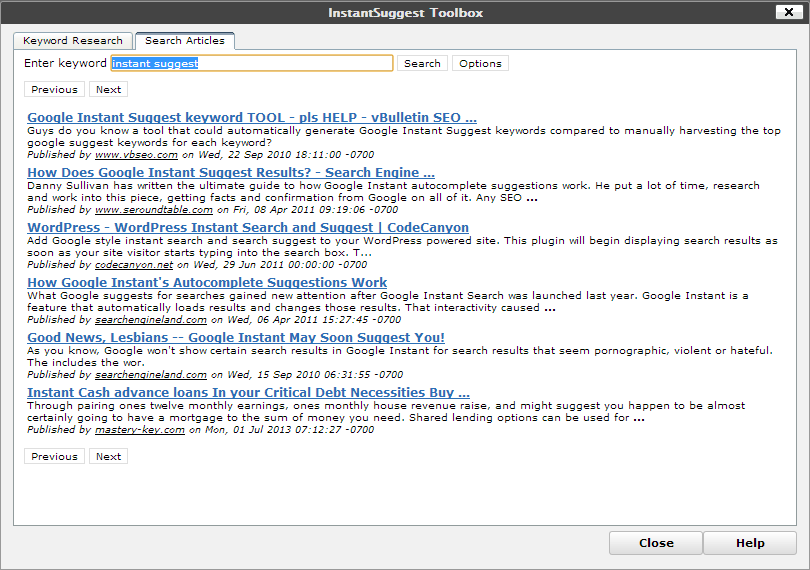 InstantSuggest Toolbox
Keyword Research Search Articles
Enter keyword instant suggest Search Options
Previous Next
Google Instant Suggest keyword TOOL - pls HELP - vBulletin SEO ...
Guys do you know a tool that could automatically generate Google Instant Suggest keywords compared to manually harvesting the top
google suggest keywords for each keyword?
Published by www.vbseo.com on Wed, 22 Sep 2010 18:11:00 -0700
How Does Google Instant Suggest Results? - Search Engine ...
Danny Sullivan has written the ultimate guide to how Google Instant autocomplete suggestions work. He put a lot of time, research
and work into this piece, getting facts and confirmation from Google on all of it. Any SEO ...
Published by www.seroundtable.com on Fri, 08 Apr 2011 09:19:06 -0700
WordPress - WordPress Instant Search and Suggest | CodeCanyon
Add Google style instant search and search suggest to your WordPress powered site. This plugin will begin displaying search results as
soon as your site visitor starts typing into the search box. T...
Published by codecanyon.net on Wed, 29 Jun 2011 00:00:00 -0700
How Google Instant's Autocomplete Suggestions Work
What Google suggests for searches gained new attention after Google Instant Search was launched last year. Google Instant is a
feature that automatically loads results and changes those results. That interactivity caused ...
Published by searchengineland.com on Wed, 06 Apr 2011 15:27:45 -0700
Good News, Lesbians -- Google Instant May Soon Suggest You!
As you know, Google won't show certain search results in Google Instant for search results that seem pornographic, violent or hateful.
The includes the wor.
Published by searchengineland.com on Wed, 15 Sep 2010 06:31:55 -0700
Instant Cash advance loans In your Critical Debt Necessities Buy ...
Through pairing ones twelve monthly earnings, ones monthly house revenue raise, and might suggest you happen to be almost
certainly going to have a mortgage to the sum of money you need. Shared lending options can be used for ...
Published by mastery-key.com on Mon, 01 Jul 2013 07:12:27 -0700
Previous Next
Close Help